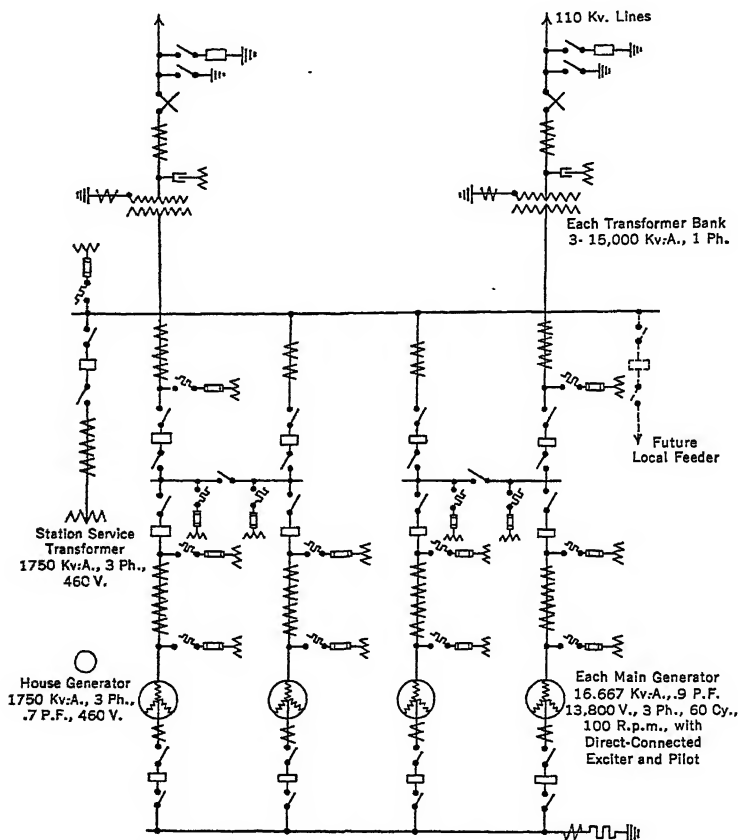 110 Kv. Lines
Each Transformer Bank
3- 15,000 Kv.-A., 1 Ph.
Future
Local Feeder
Station Service
Transformer
1750 Kv.-A., 3 Ph.,
460 V.
House Generator
1750 Kv.-A., 3 Ph.,
.7 P.F., 460 V.
Each Main Generator
16.667 Kv.-A., .9 P.F.
13,800 V., 3 Ph., 60 Cy.,
100 R.p.m., with
Direct-Connected
Exciter and Pilot